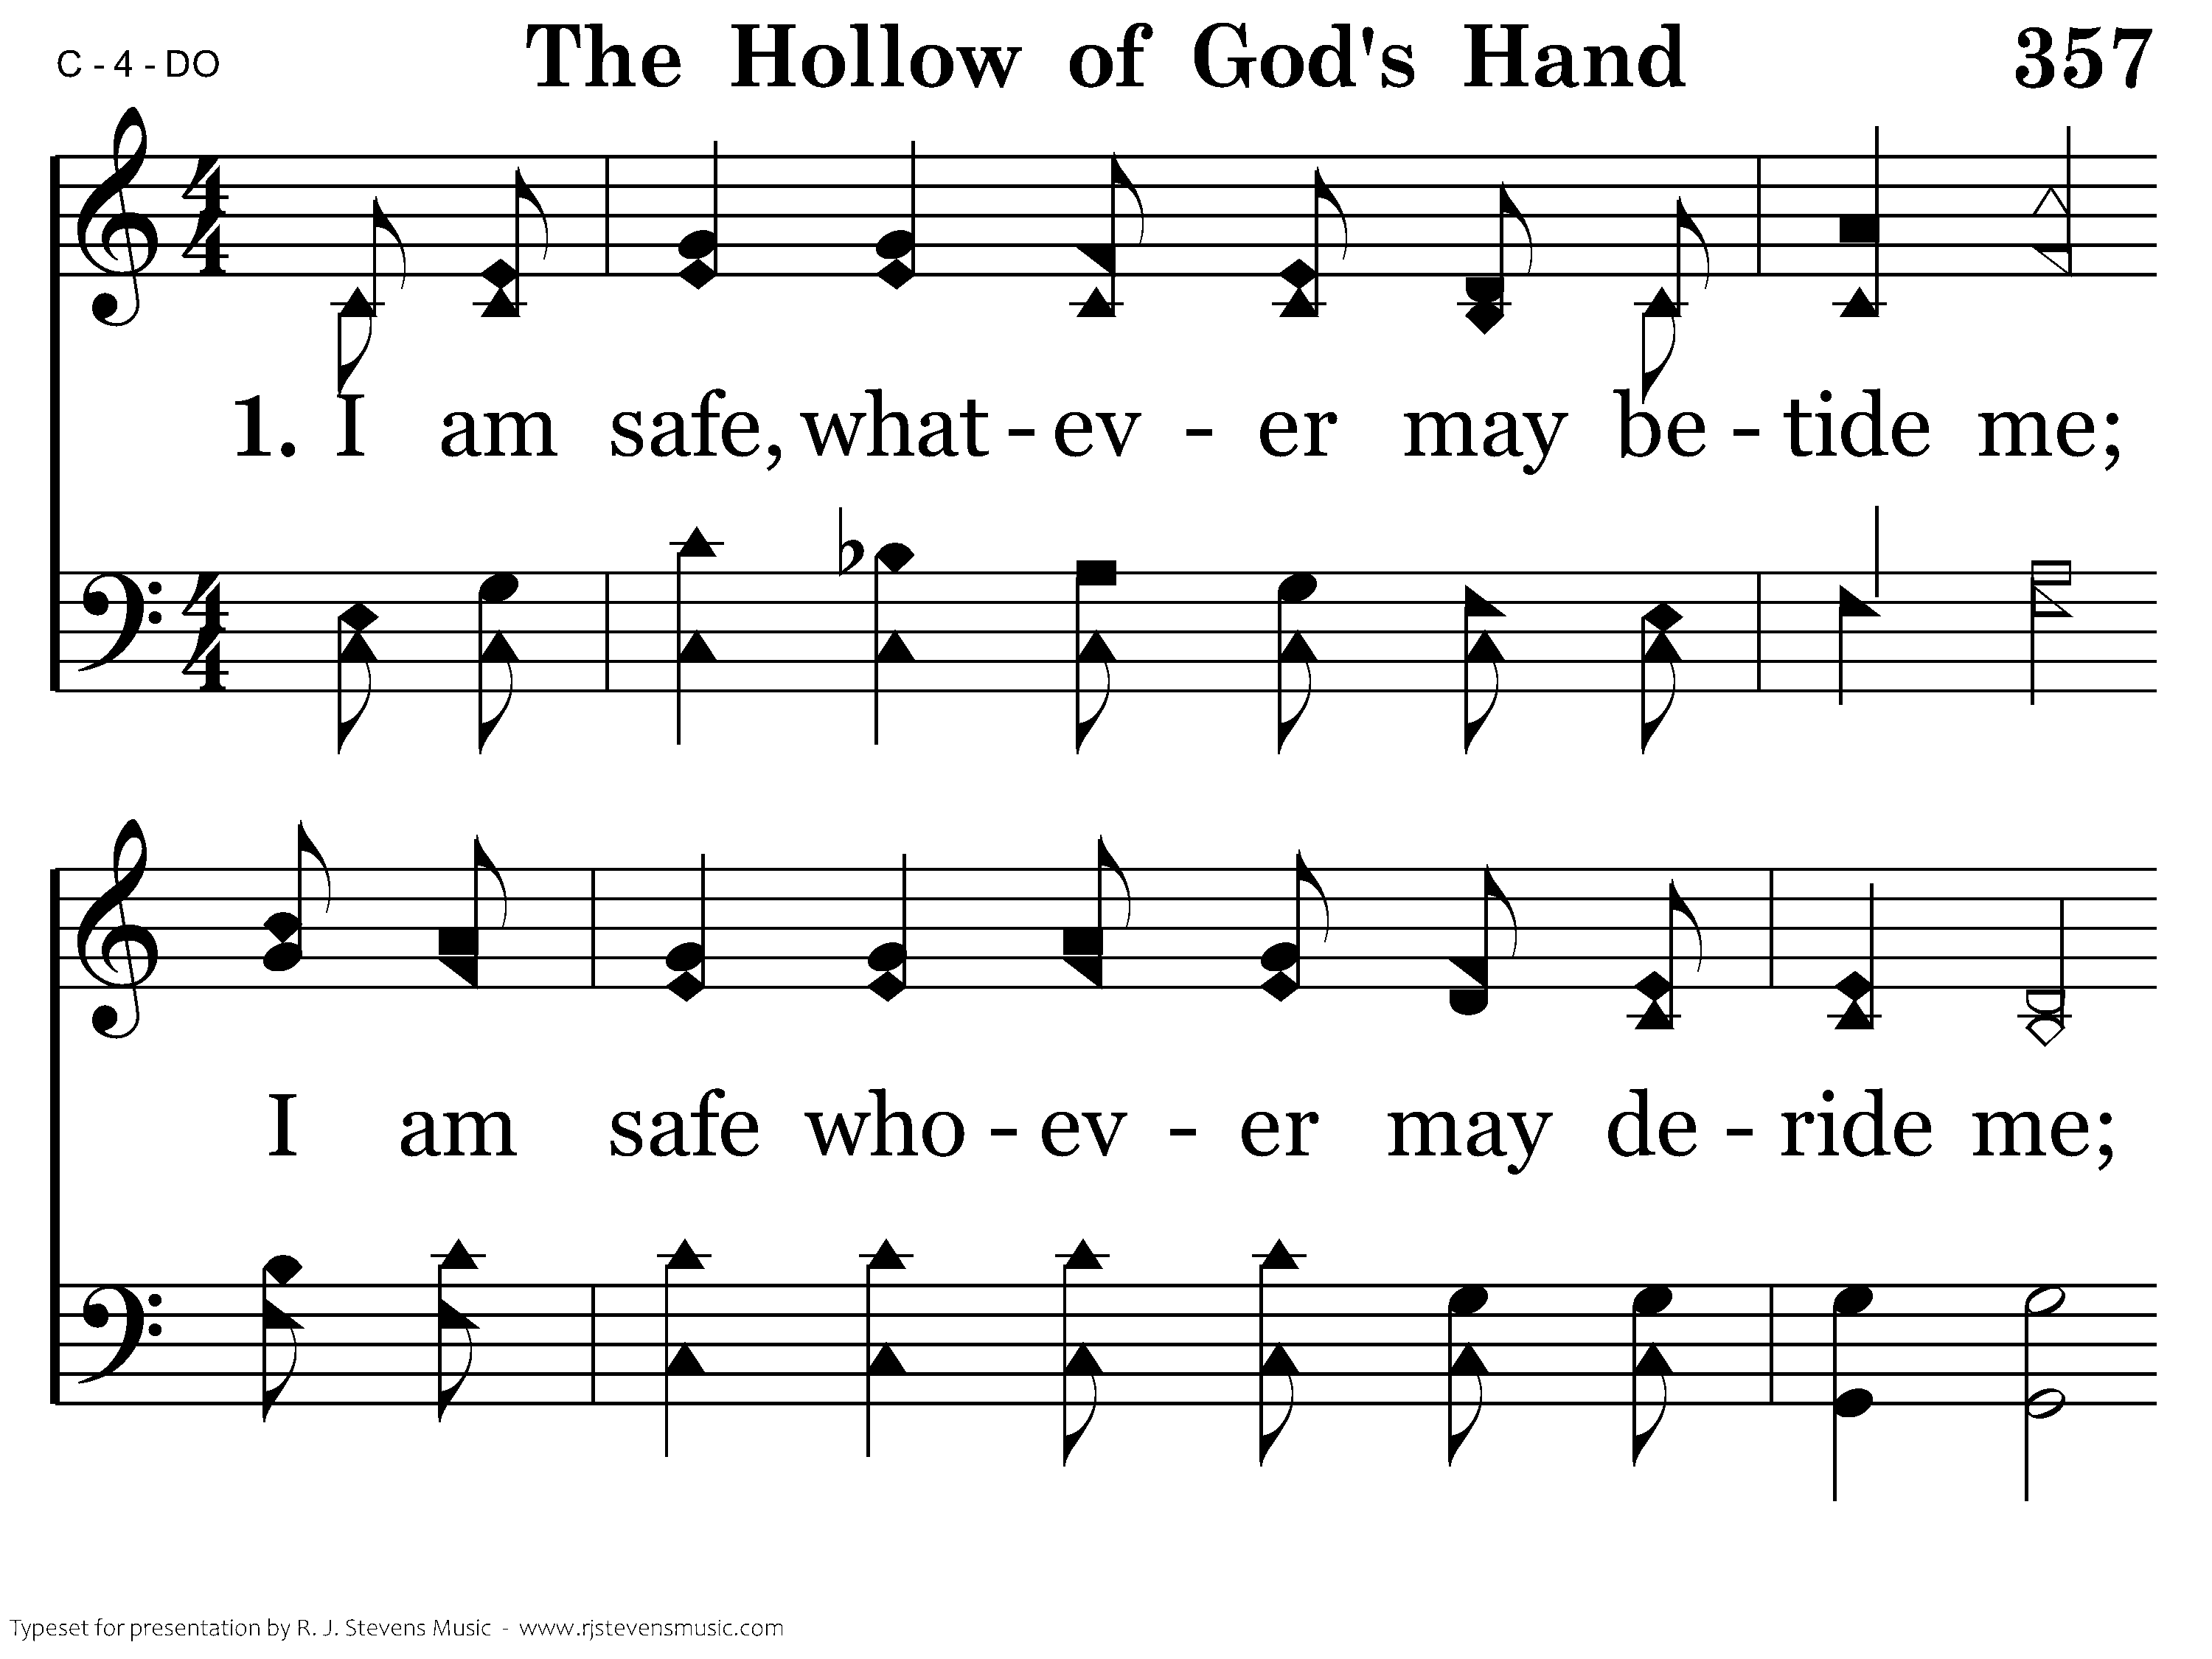 C - 4 - DO The Hollow of God's Hand 357
1. I am safe, what - ev - er may be - tide me;
I am safe who - ev - er may de - ride me;
Typeset for presentation by R. J. Stevens Music - www.rjstevensmusic.com